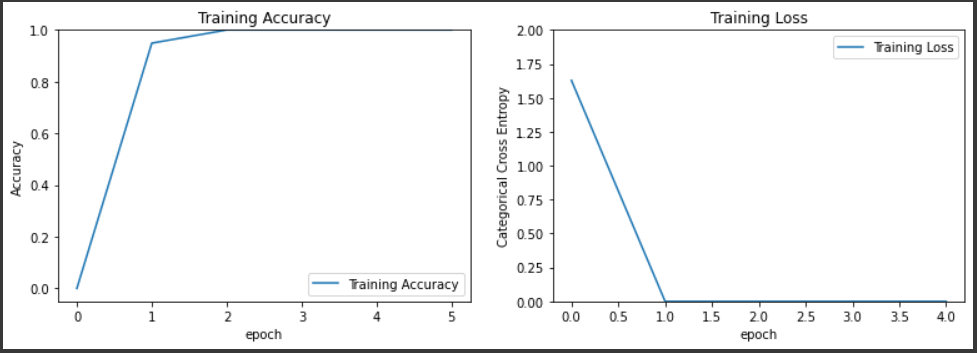 Training Accuracy
1.0
0.8
0.6
0.4
0.2
0.0
Accuracy
Training Accuracy
0 1 2 3 4 5
epoch
Training Loss
2.00
1.75
1.50
1.25
1.00
0.75
0.50
0.25
0.00
Categorical Cross Entropy
Training Loss
0.0 0.5 1.0 1.5 2.0 2.5 3.0 3.5 4.0
epoch